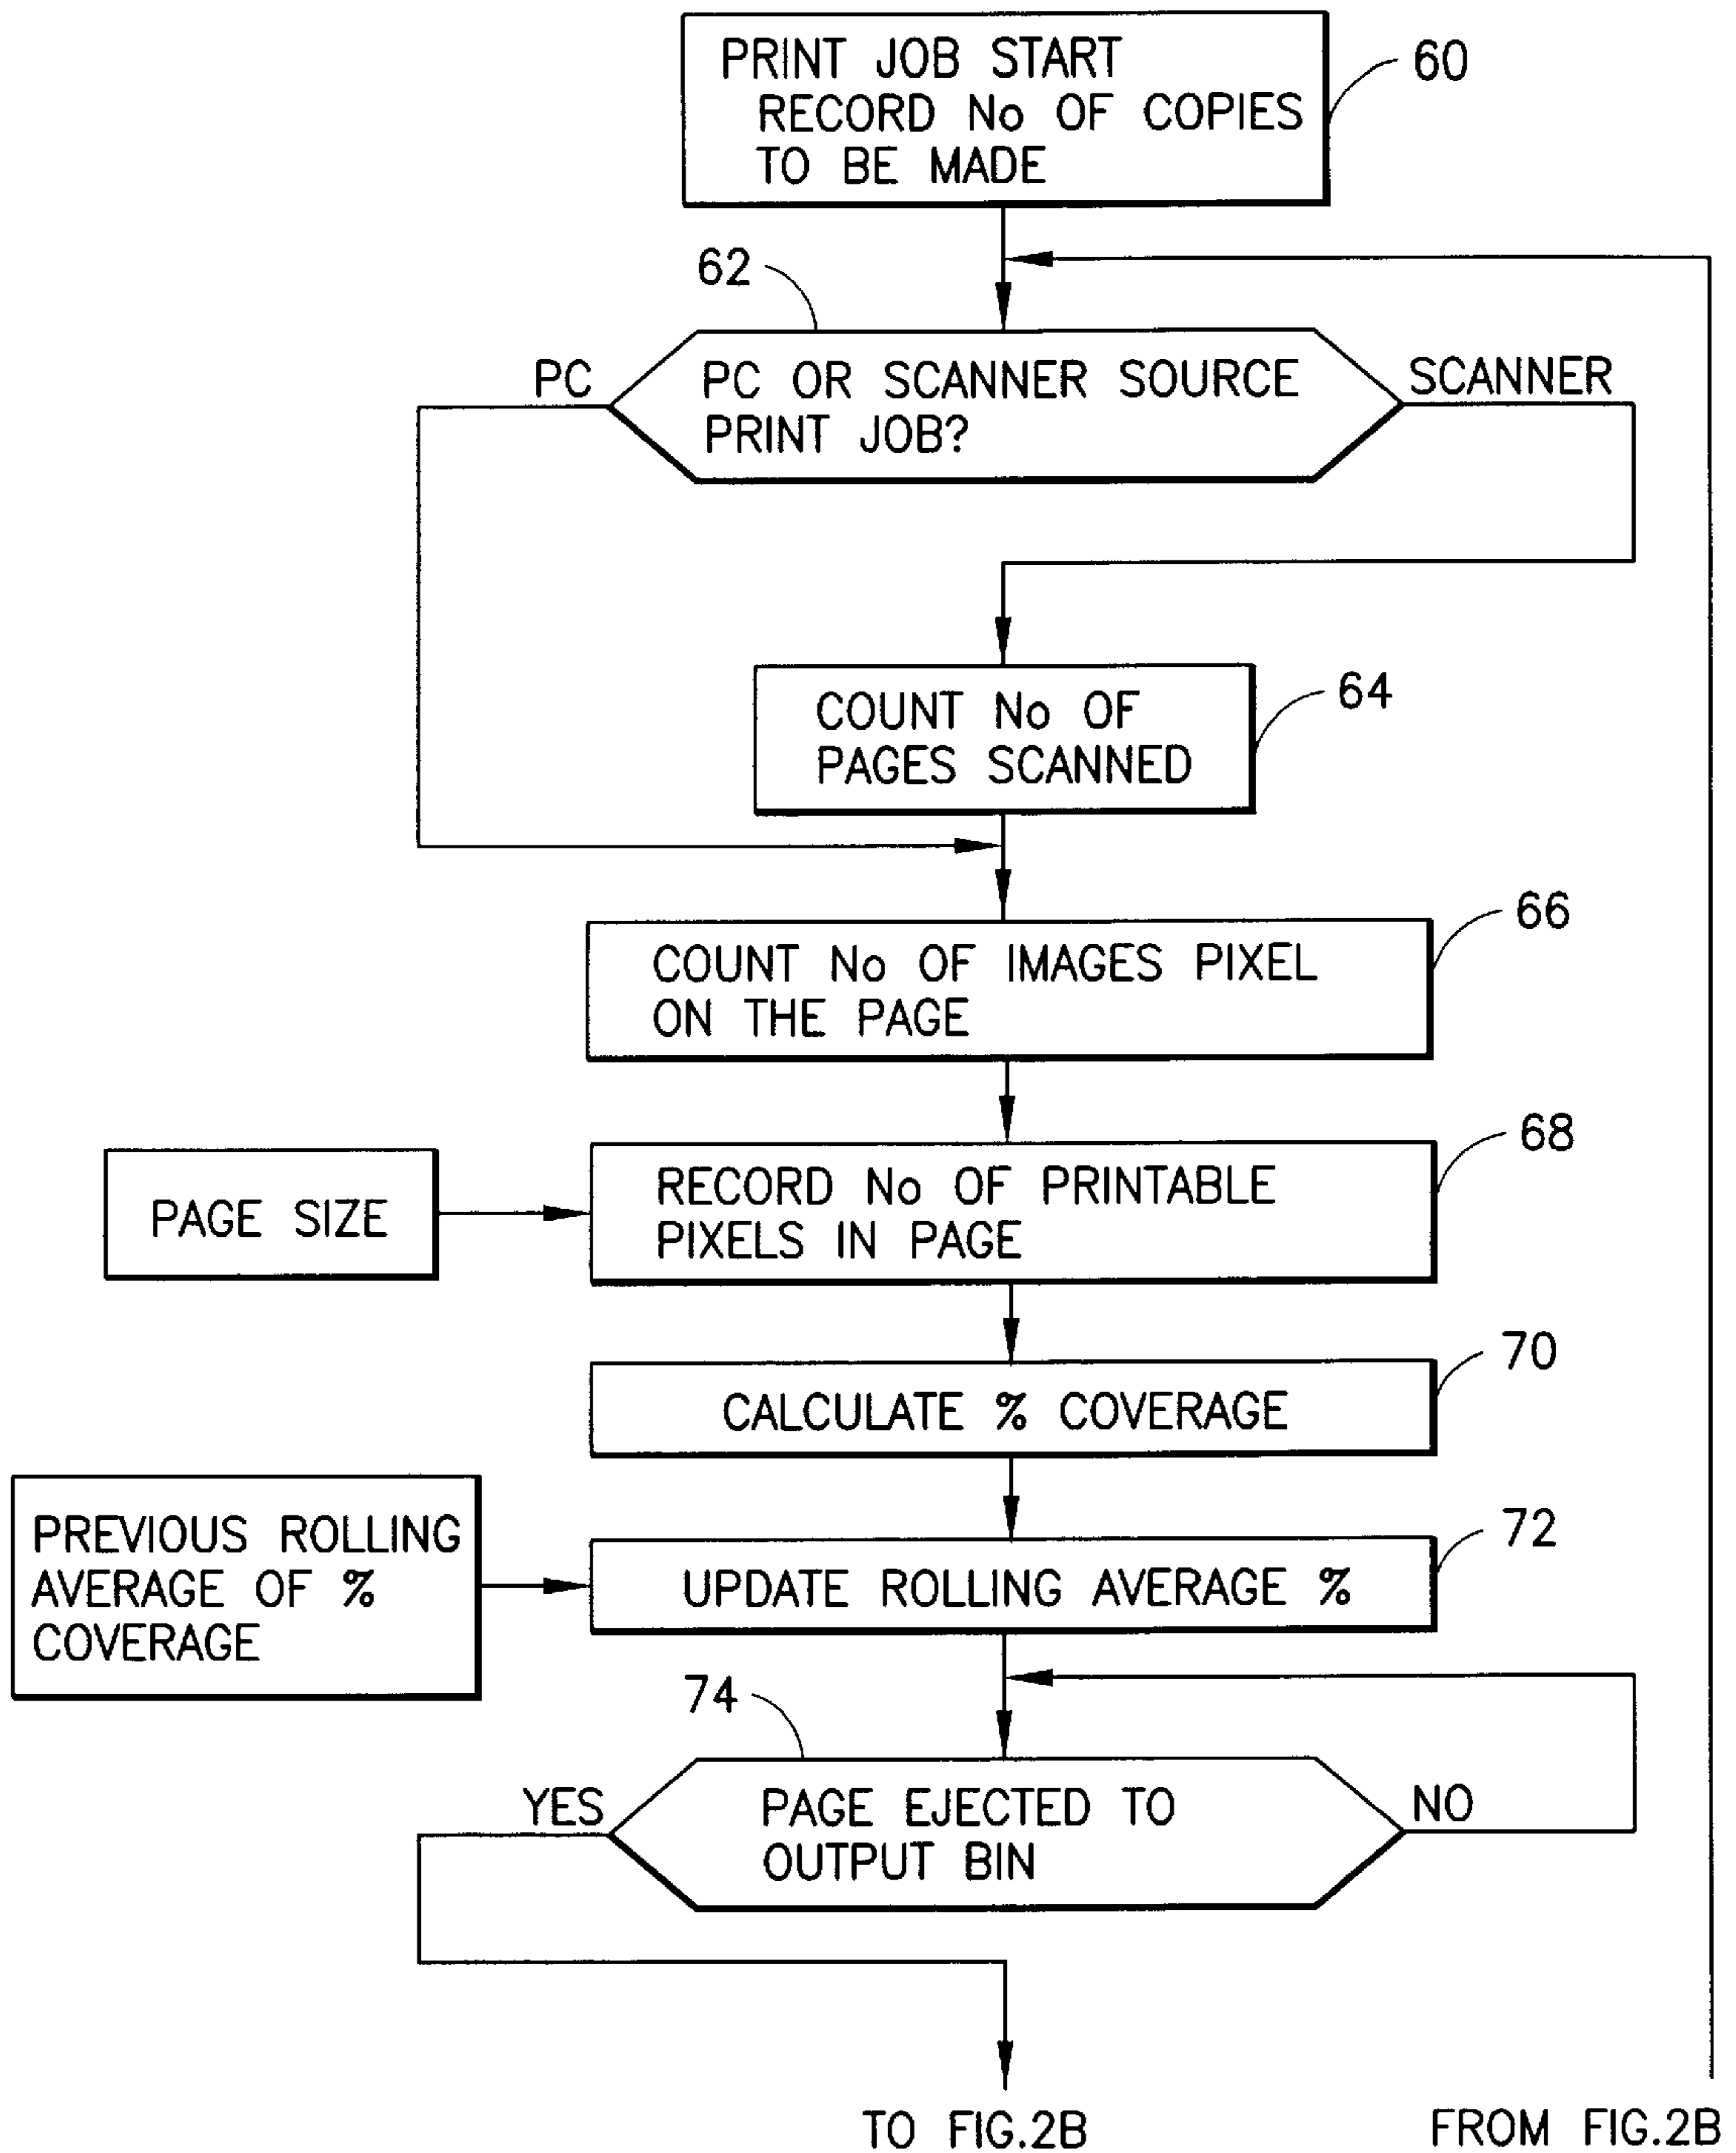 PRINT JOB START
RECORD No OF COPIES
TO BE MADE
60
62
PC
PC OR SCANNER SOURCE
PRINT JOB?
SCANNER
COUNT No OF
PAGES SCANNED
64
COUNT No OF IMAGES PIXEL
ON THE PAGE
66
PAGE SIZE
RECORD No OF PRINTABLE
PIXELS IN PAGE
68
CALCULATE % COVERAGE
70
PREVIOUS ROLLING
AVERAGE OF %
COVERAGE
UPDATE ROLLING AVERAGE %
72
74
YES
PAGE EJECTED TO
OUTPUT BIN
NO
TO FIG.2B
FROM FIG.2B